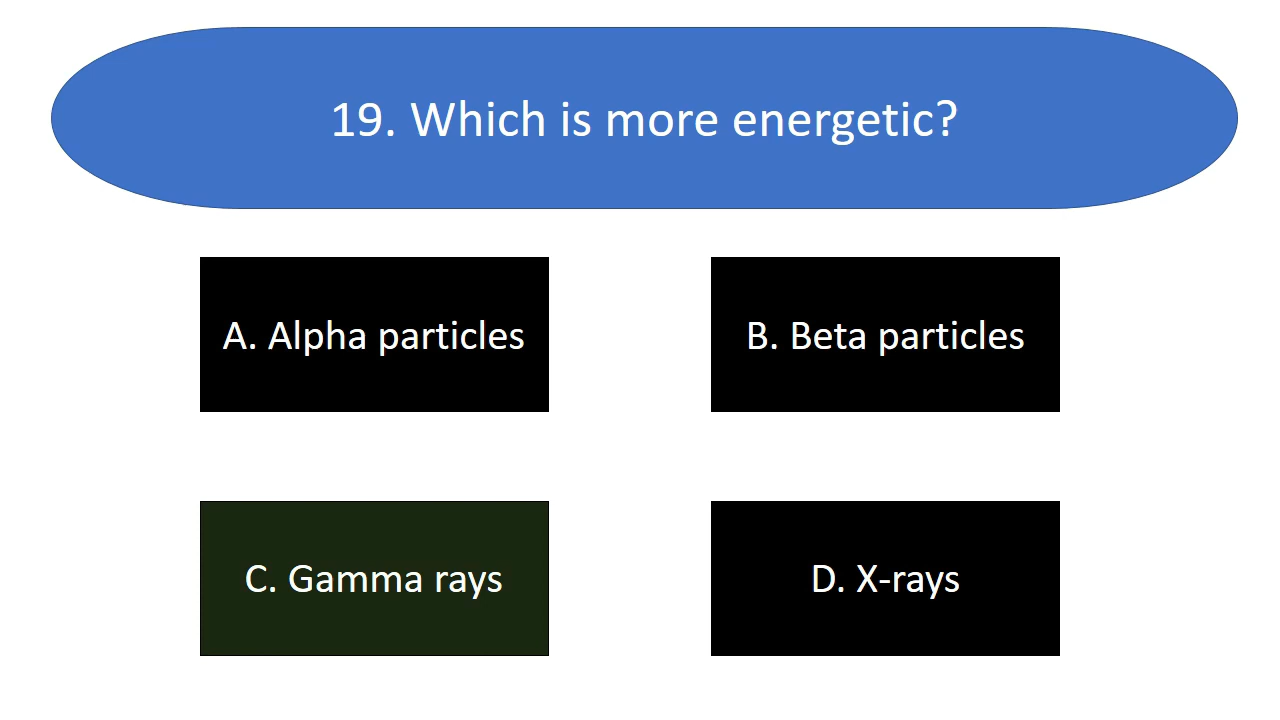 19. Which is more energetic?
A. Alpha particles
B. Beta particles
C. Gamma rays
D. X-rays